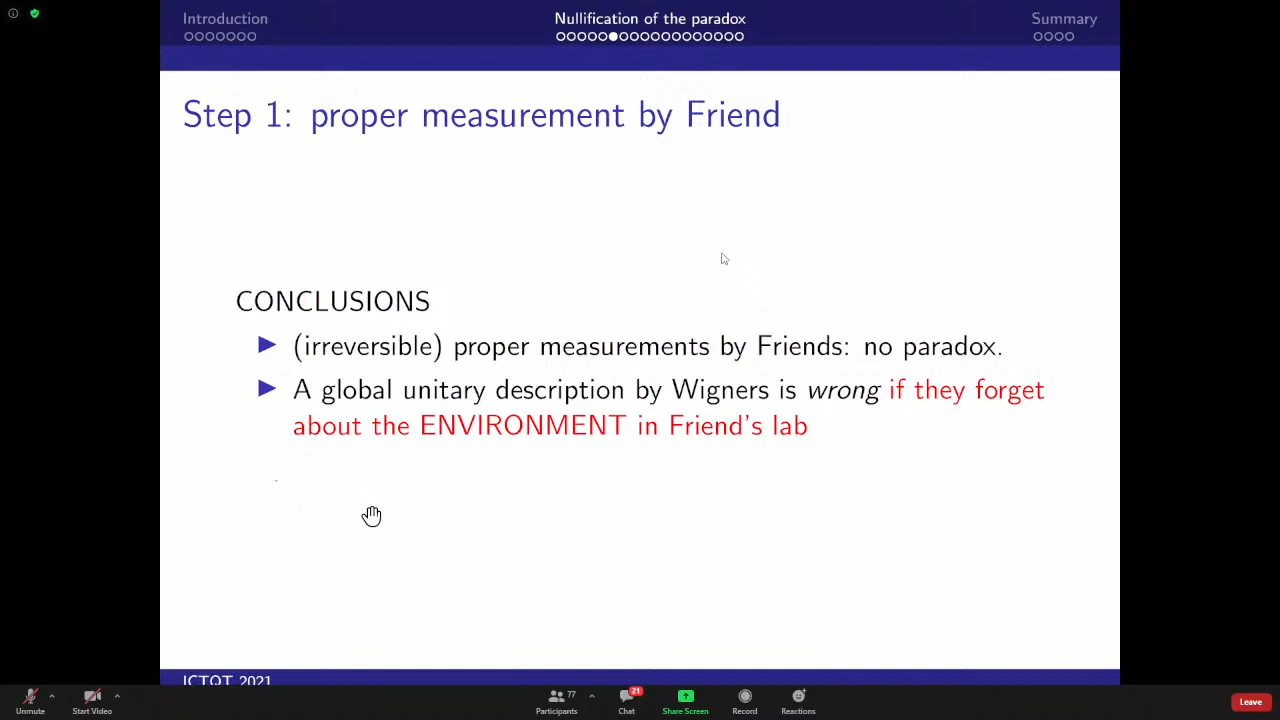 Introduction
Nullification of the paradox
Summary
Step 1: proper measurement by Friend
CONCLUSIONS
(irreversible) proper measurements by Friends: no paradox.
A global unitary description by Wigners is wrong if they forget
about the ENVIRONMENT in Friend's lab
ICTQT 2021
Unmute
Start Video
Participants
77
Chat
21
Share Screen
Record
Reactions
Leave